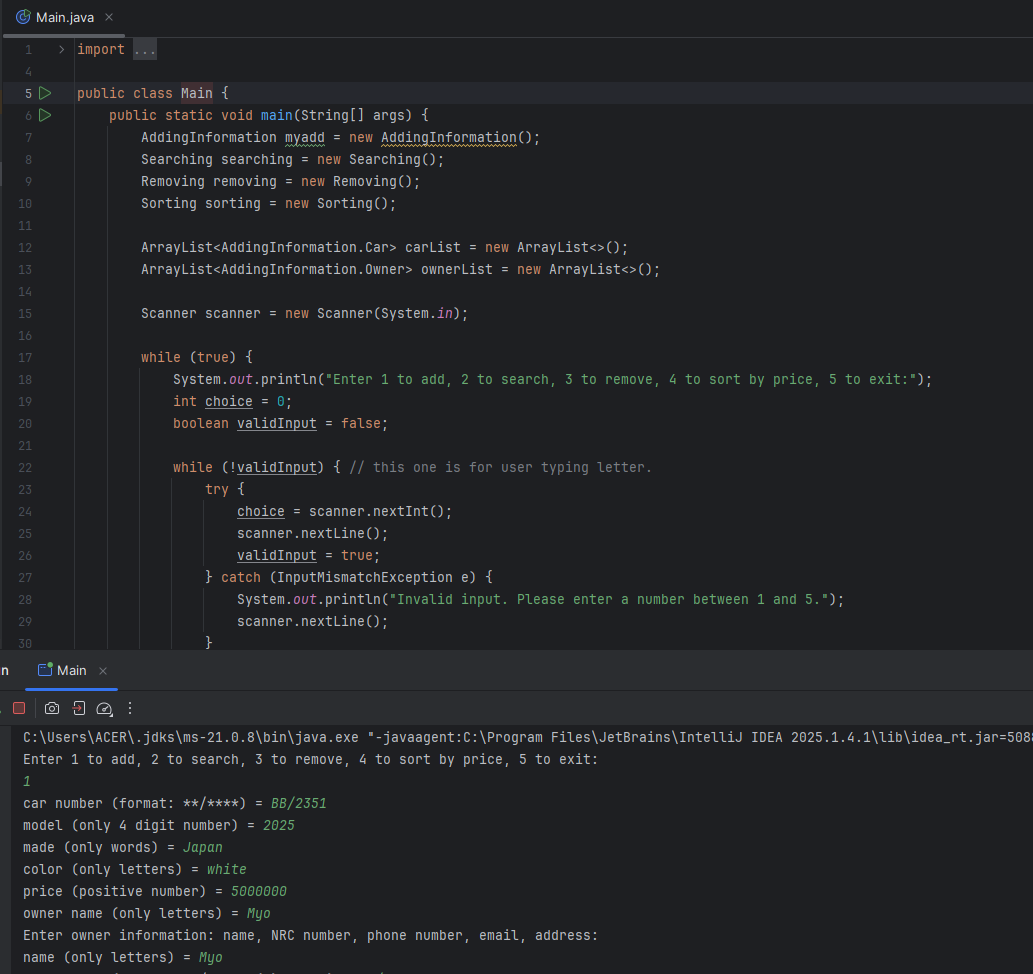 Main.java
1 import ...
4
5 public class Main {
6 public static void main(String[] args) {
7 AddingInformation myadd = new AddingInformation();
8 Searching searching = new Searching();
9 Removing removing = new Removing();
10 Sorting sorting = new Sorting();
11
12 ArrayList<AddingInformation.Car> carList = new ArrayList<>();
13 ArrayList<AddingInformation.Owner> ownerList = new ArrayList<>();
14
15 Scanner scanner = new Scanner(System.in);
16
17 while (true) {
18 System.out.println("Enter 1 to add, 2 to search, 3 to remove, 4 to sort by price, 5 to exit:");
19 int choice = 0;
20 boolean validInput = false;
21
22 while (!validInput) { // this one is for user typing letter.
23 try {
24 choice = scanner.nextInt();
25 scanner.nextLine();
26 validInput = true;
27 } catch (InputMismatchException e) {
28 System.out.println("Invalid input. Please enter a number between 1 and 5.");
29 scanner.nextLine();
30 }
n Main
C:\Users\ACER\.jdks\ms-21.0.8\bin\java.exe "-javaagent:C:\Program Files\JetBrains\IntelliJ IDEA 2025.1.4.1\lib\idea_rt.jar=508
Enter 1 to add, 2 to search, 3 to remove, 4 to sort by price, 5 to exit:
1
car number (format: **/****) = BB/2351
model (only 4 digit number) = 2025
made (only words) = Japan
color (only letters) = white
price (positive number) = 5000000
owner name (only letters) = Myo
Enter owner information: name, NRC number, phone number, email, address:
name (only letters) = Myo